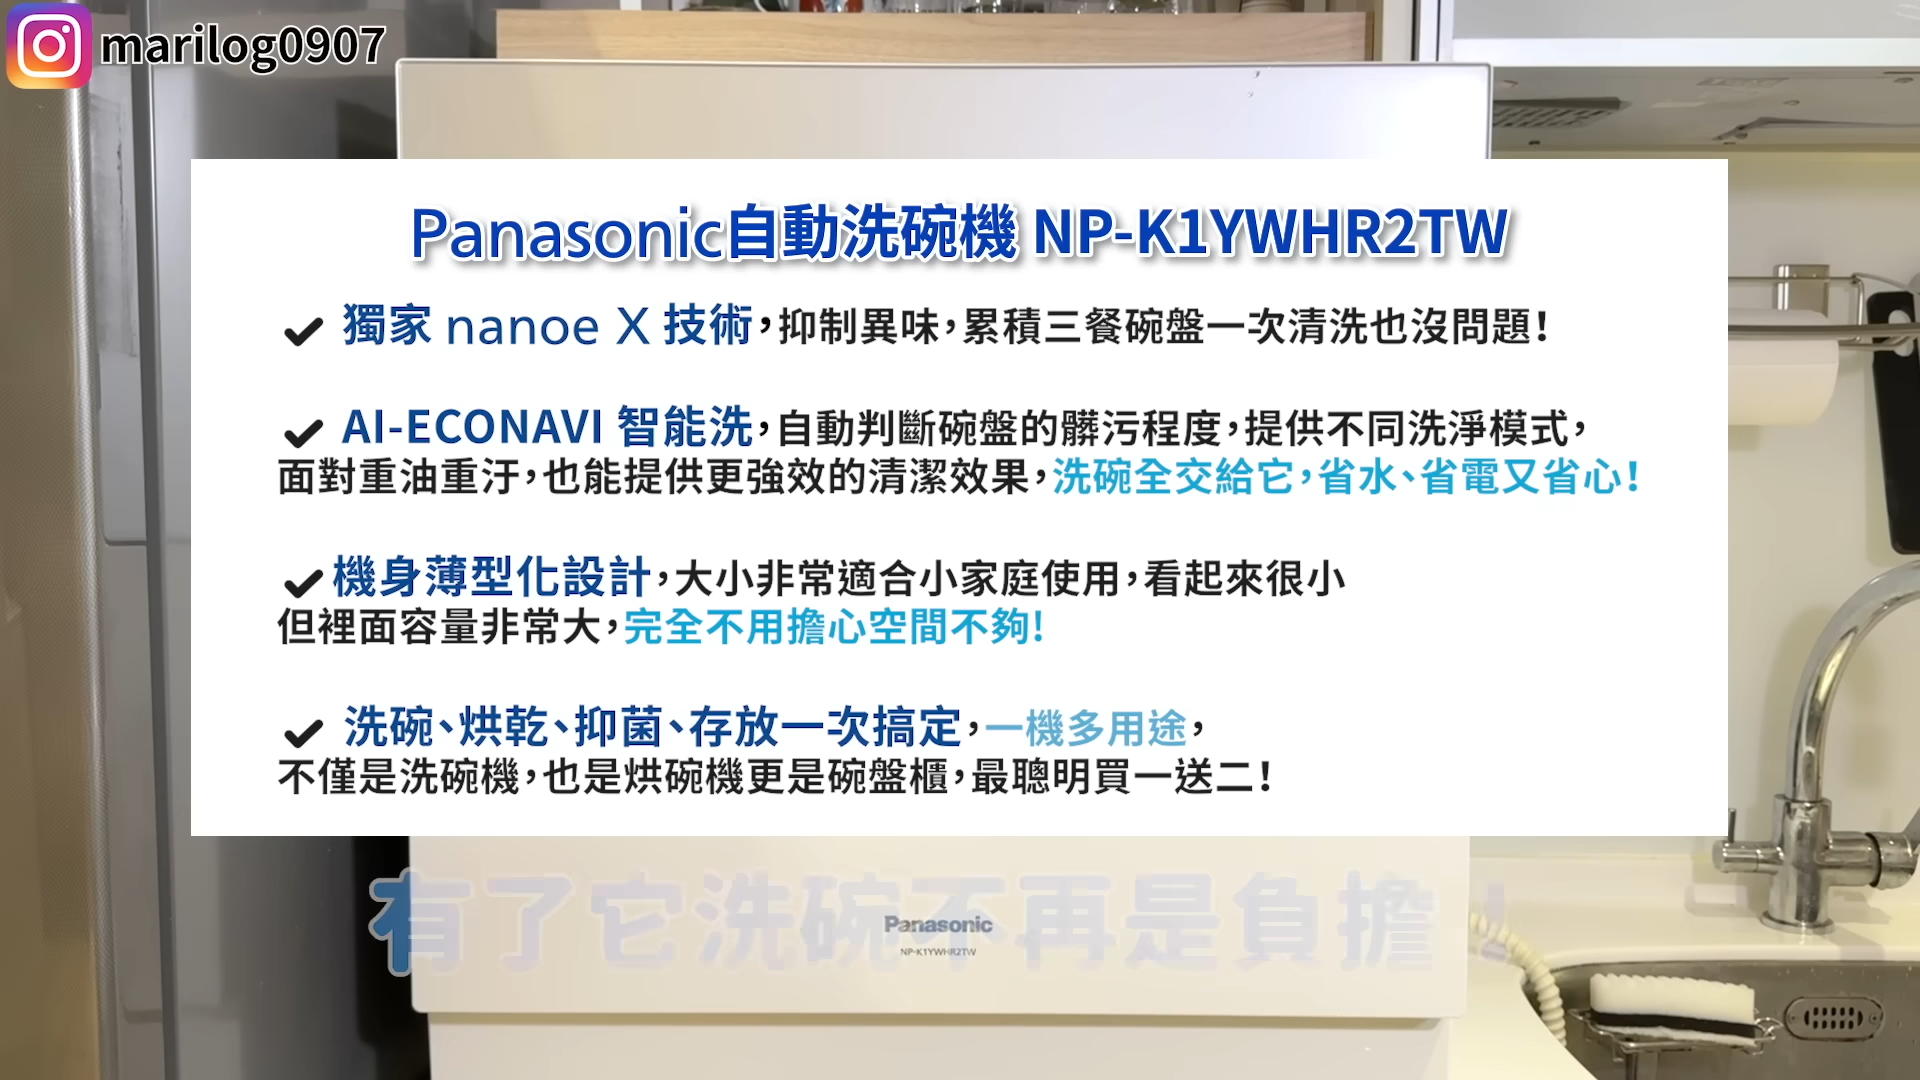 marilog0907
Panasonic自動洗碗機 NP-K1YWHR2TW
獨家 nanoe X 技術，抑制異味，累積三餐碗盤一次清洗也沒問題！
AI-ECONAVI 智能洗，自動判斷碗盤的髒污程度，提供不同洗淨模式，
面對重油重汙，也能提供更強效的清潔效果，洗碗全交給它，省水、省電又省心！
機身薄型化設計，大小非常適合小家庭使用，看起來很小
但裡面容量非常大，完全不用擔心空間不夠！
洗碗、烘乾、抑菌、存放一次搞定，一機多用途，
不僅是洗碗機，也是烘碗機更是碗盤櫃，最聰明買一送二！
有了它洗碗不再是負擔！
Panasonic
NP-K1YWHR2TW